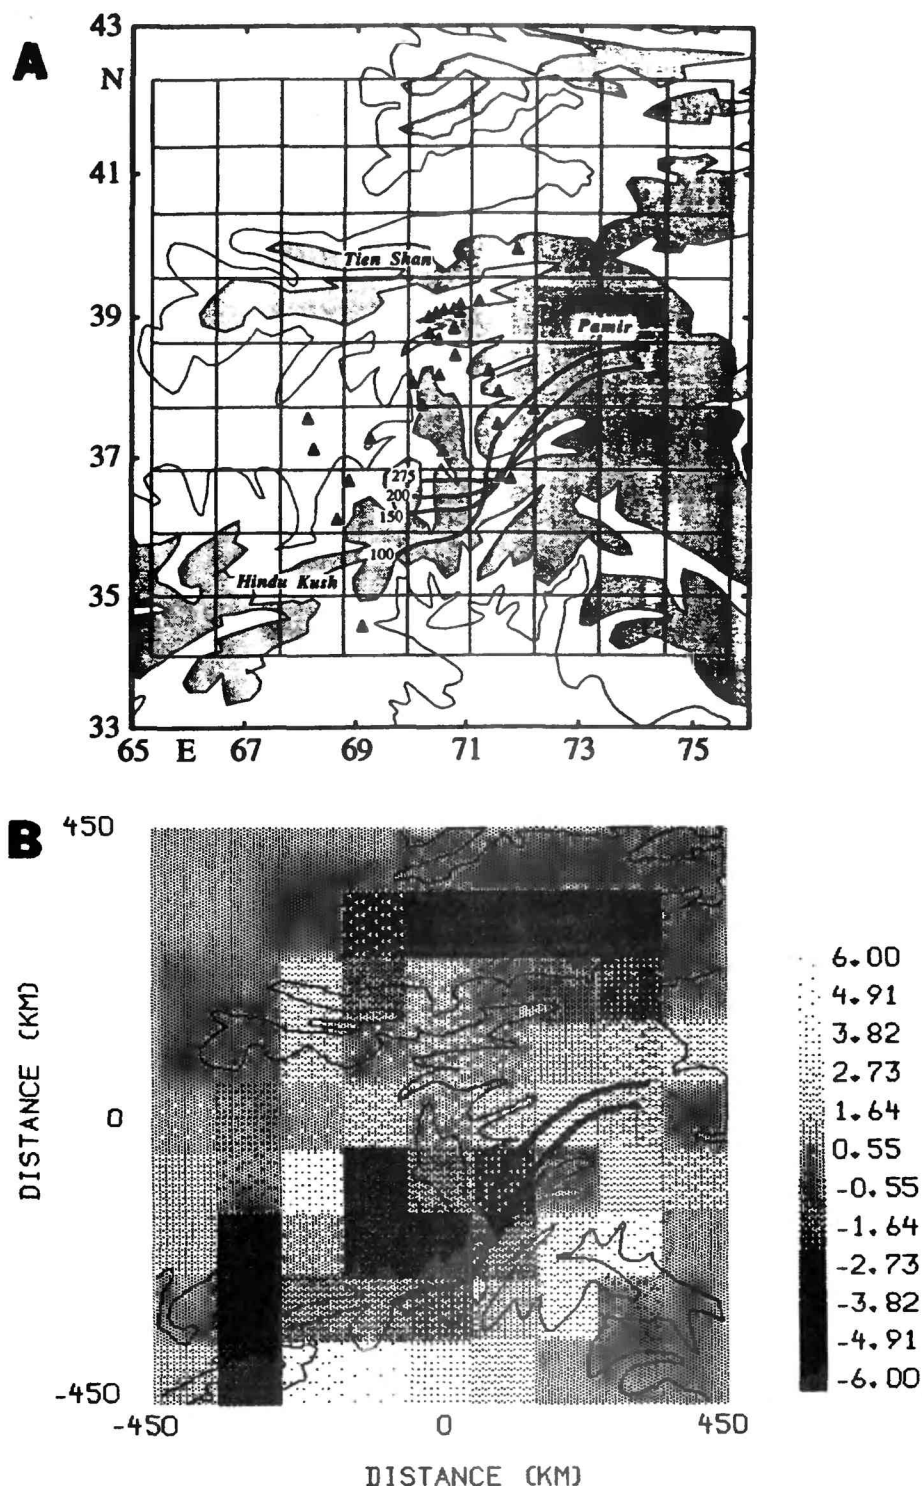 A
43
N
41
39
37
35
33
65 E 67 69 71 73 75
Tien Shan
Pamir
275
200
150
100
Hindu Kush
B
450
0
-450
DISTANCE (KM)
-450 0 450
DISTANCE (KM)
6.00
4.91
3.82
2.73
1.64
0.55
-0.55
-1.64
-2.73
-3.82
-4.91
-6.00